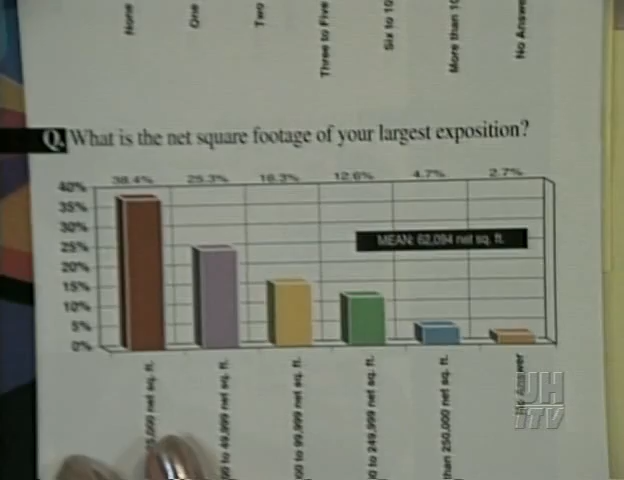 None
One
Two
Three to Five
Six to 10
More than 10
No Answe
Q. What is the net square footage of your largest exposition?
38.4% 25.3% 16.3% 12.6% 4.7% 2.7%
40%
35%
30%
25%
20%
15%
10%
5%
0%
MEAN: 62,094 net sq. ft.
5,000 net sq. ft.
00 to 49,999 net sq. ft.
00 to 99,999 net sq. ft.
0 to 249,999 net sq. ft.
than 250,000 net sq. ft.
No Answer
UH
ITV